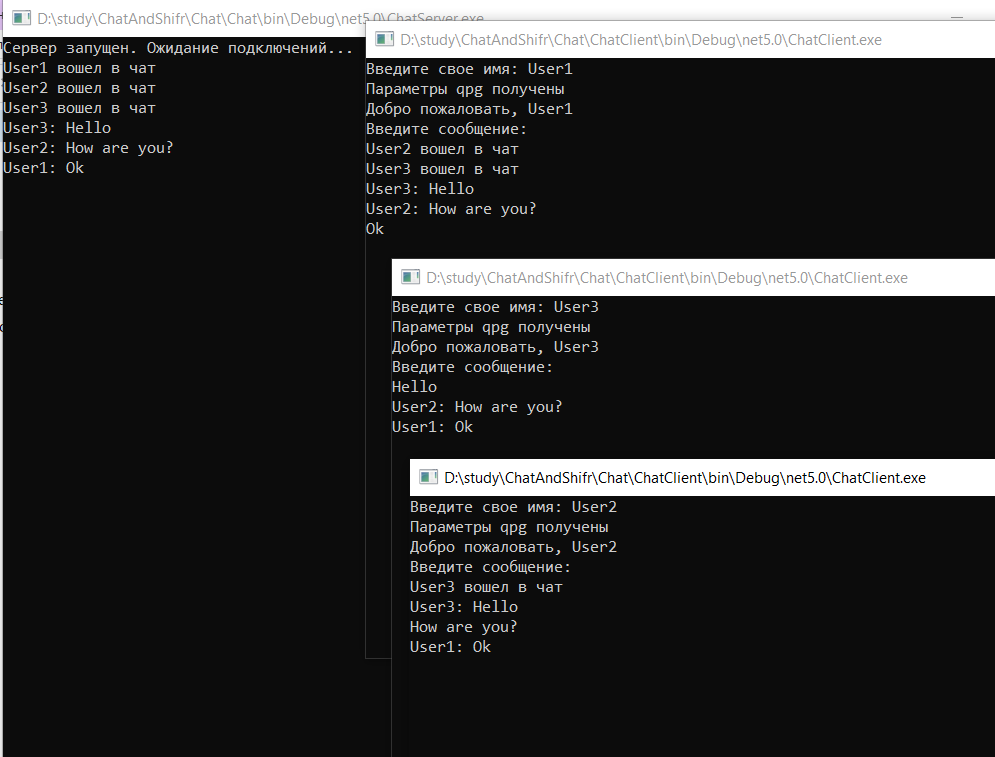 D:\study\ChatAndShifr\Chat\Chat\bin\Debug\net5.0\ChatServer.exe
Сервер запущен. Ожидание подключений...
User1 вошел в чат
User2 вошел в чат
User3 вошел в чат
User3: Hello
User2: How are you?
User1: Ok
D:\study\ChatAndShifr\Chat\ChatClient\bin\Debug\net5.0\ChatClient.exe
Введите свое имя: User1
Параметры qpg получены
Добро пожаловать, User1
Введите сообщение:
User2 вошел в чат
User3 вошел в чат
User3: Hello
User2: How are you?
Ok
D:\study\ChatAndShifr\Chat\ChatClient\bin\Debug\net5.0\ChatClient.exe
Введите свое имя: User3
Параметры qpg получены
Добро пожаловать, User3
Введите сообщение:
Hello
User2: How are you?
User1: Ok
D:\study\ChatAndShifr\Chat\ChatClient\bin\Debug\net5.0\ChatClient.exe
Введите свое имя: User2
Параметры qpg получены
Добро пожаловать, User2
Введите сообщение:
User3 вошел в чат
User3: Hello
How are you?
User1: Ok